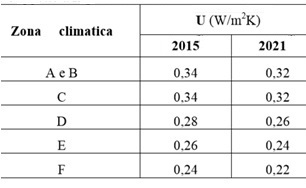 Zona climatica U (W/m²K)
2015 2021
A e B 0,34 0,32
C 0,34 0,32
D 0,28 0,26
E 0,26 0,24
F 0,24 0,22